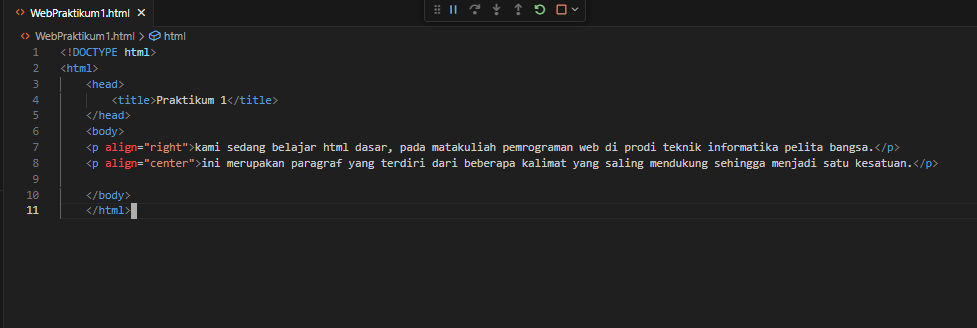 WebPraktikum1.html
WebPraktikum1.html > html
1 <!DOCTYPE html>
2 <html>
3 <head>
4 <title>Praktikum 1</title>
5 </head>
6 <body>
7 <p align="right">kami sedang belajar html dasar, pada matakuliah pemrograman web di prodi teknik informatika pelita bangsa.</p>
8 <p align="center">ini merupakan paragraf yang terdiri dari beberapa kalimat yang saling mendukung sehingga menjadi satu kesatuan.</p>
9
10 </body>
11 </html>